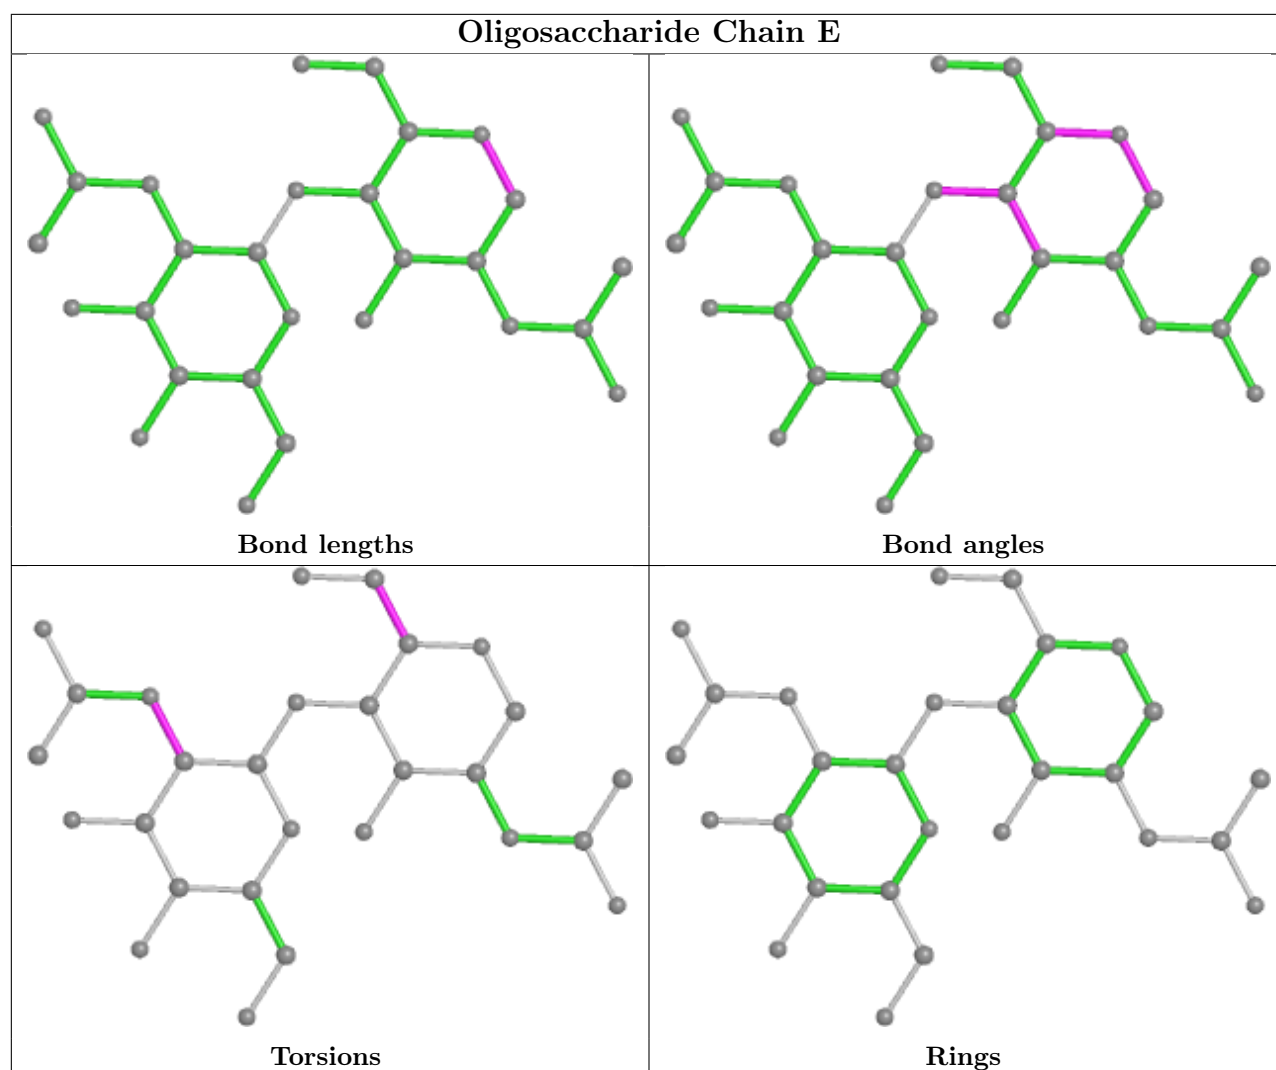 Oligosaccharide Chain E
Bond lengths
Bond angles
Torsions
Rings